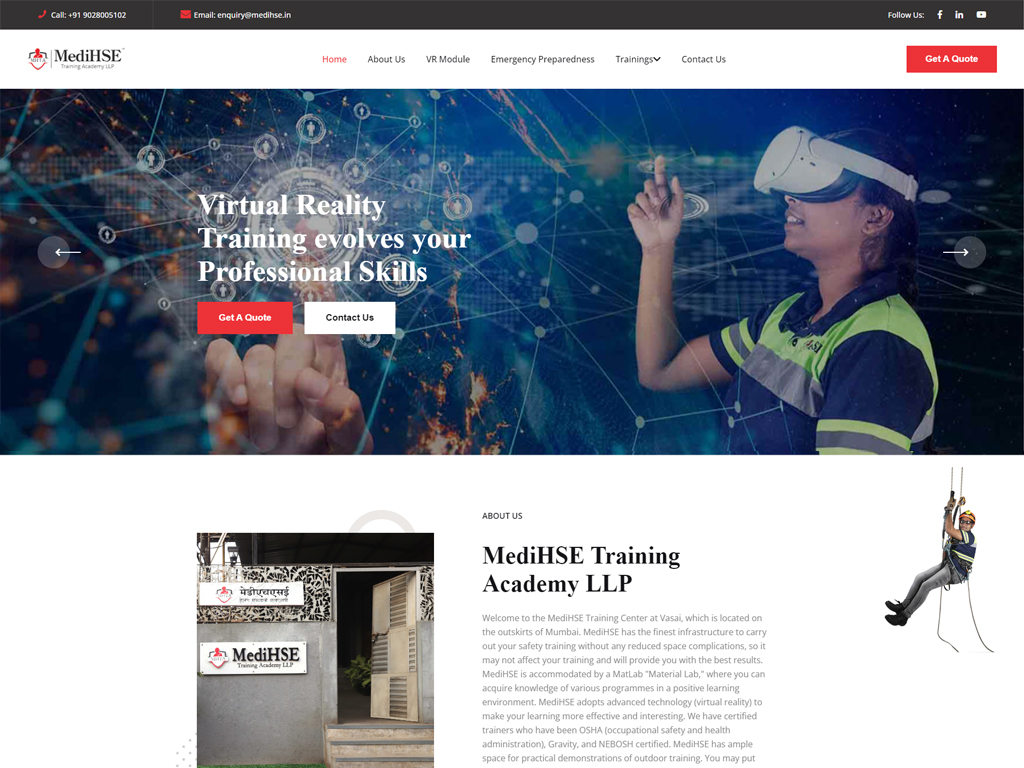 Call: +91 9028005102
Email: enquiry@medihse.in
Follow Us:
MediHSE
Training Academy LLP
Home
About Us
VR Module
Emergency Preparedness
Trainings
Contact Us
Get A Quote
Virtual Reality
Training evolves your
Professional Skills
Get A Quote
Contact Us
ABOUT US
MediHSE Training
Academy LLP
Welcome to the MediHSE Training Center at Vasai, which is located on
the outskirts of Mumbai. MediHSE has the finest infrastructure to carry
out your safety training without any reduced space complications, so it
may not affect your training and will provide you with the best results.
MediHSE is accommodated by a MatLab "Material Lab," where you can
acquire knowledge of various programmes in a positive learning
environment. MediHSE adopts advanced technology (virtual reality) to
make your learning more effective and interesting. We have certified
trainers who have been OSHA (occupational safety and health
administration), Gravity, and NEBOSH certified. MediHSE has ample
space for practical demonstrations of outdoor training. You may put
मेडीएचएसई
MediHSE
Training Academy LLP